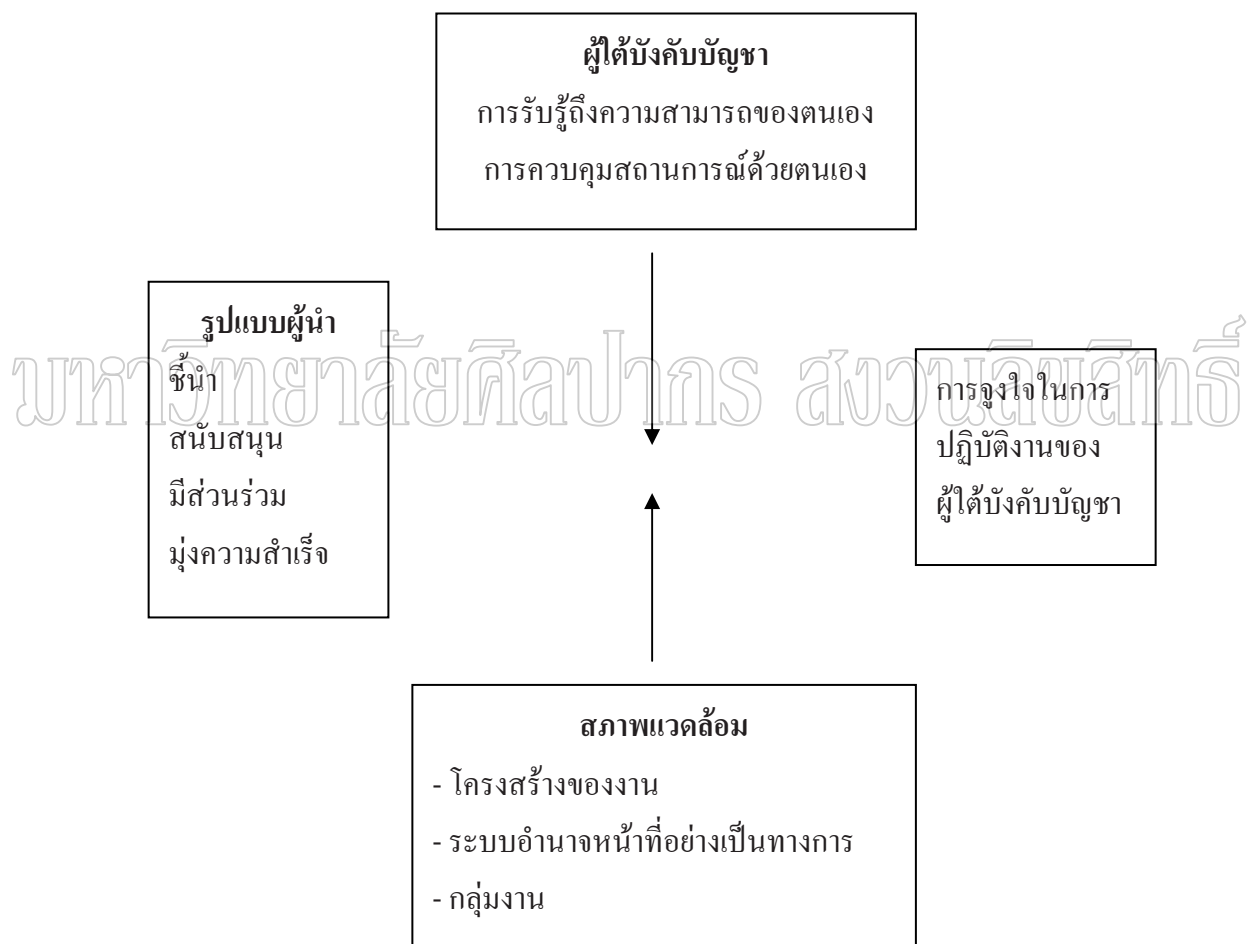 ผู้ใต้บังคับบัญชา
การรับรู้ถึงความสามารถของตนเอง
การควบคุมสถานการณ์ด้วยตนเอง
รูปแบบผู้นำ
ชี้นำ
สนับสนุน
มีส่วนร่วม
มุ่งความสำเร็จ
มหาวิทยาลัยศิลปากร สงวนลิขสิทธิ์
การจูงใจในการ
ปฏิบัติงานของ
ผู้ใต้บังคับบัญชา
สภาพแวดล้อม
- โครงสร้างของงาน
- ระบบอำนาจหน้าที่อย่างเป็นทางการ
- กลุ่มงาน